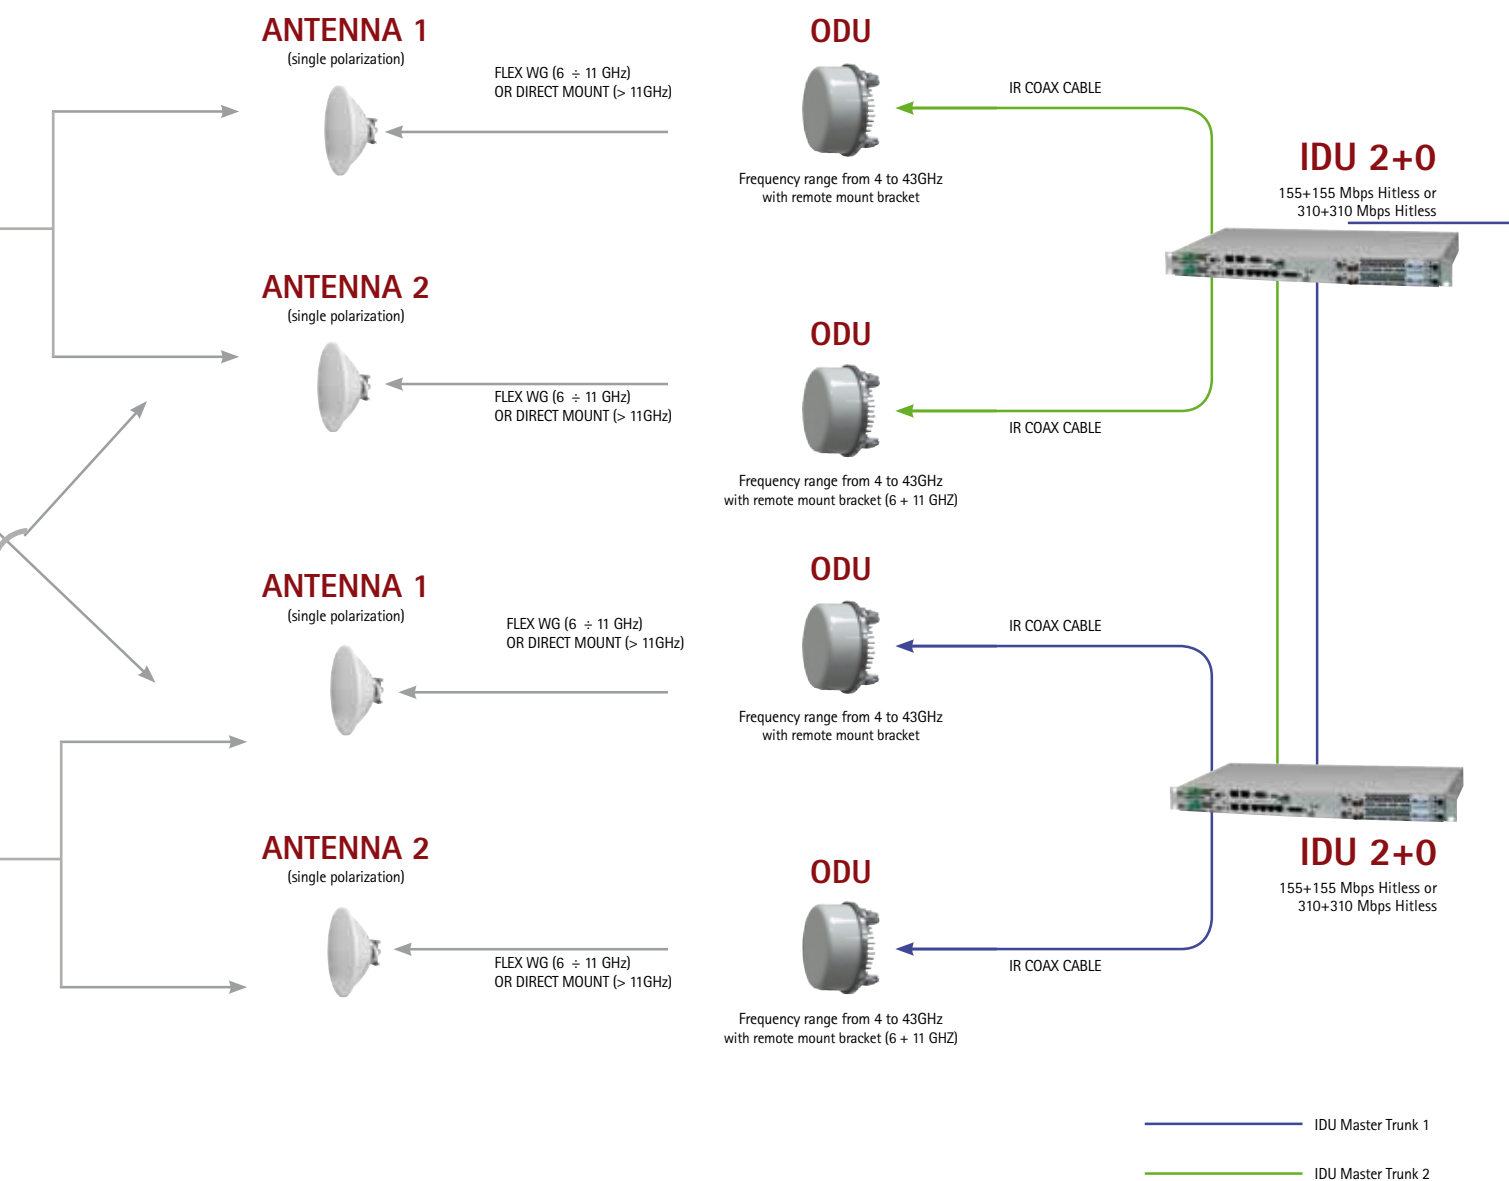 ANTENNA 1
(single polarization)
FLEX WG (6 ÷ 11 GHz)
OR DIRECT MOUNT (> 11GHz)
ODU
Frequency range from 4 to 43GHz
with remote mount bracket
IR COAX CABLE
IDU 2+0
155+155 Mbps Hitless or
310+310 Mbps Hitless
ANTENNA 2
(single polarization)
FLEX WG (6 ÷ 11 GHz)
OR DIRECT MOUNT (> 11GHz)
ODU
Frequency range from 4 to 43GHz
with remote mount bracket (6 + 11 GHZ)
IR COAX CABLE
ANTENNA 1
(single polarization)
FLEX WG (6 ÷ 11 GHz)
OR DIRECT MOUNT (> 11GHz)
ODU
Frequency range from 4 to 43GHz
with remote mount bracket
IR COAX CABLE
ANTENNA 2
(single polarization)
FLEX WG (6 ÷ 11 GHz)
OR DIRECT MOUNT (> 11GHz)
ODU
Frequency range from 4 to 43GHz
with remote mount bracket (6 + 11 GHZ)
IR COAX CABLE
IDU 2+0
155+155 Mbps Hitless or
310+310 Mbps Hitless
IDU Master Trunk 1
IDU Master Trunk 2